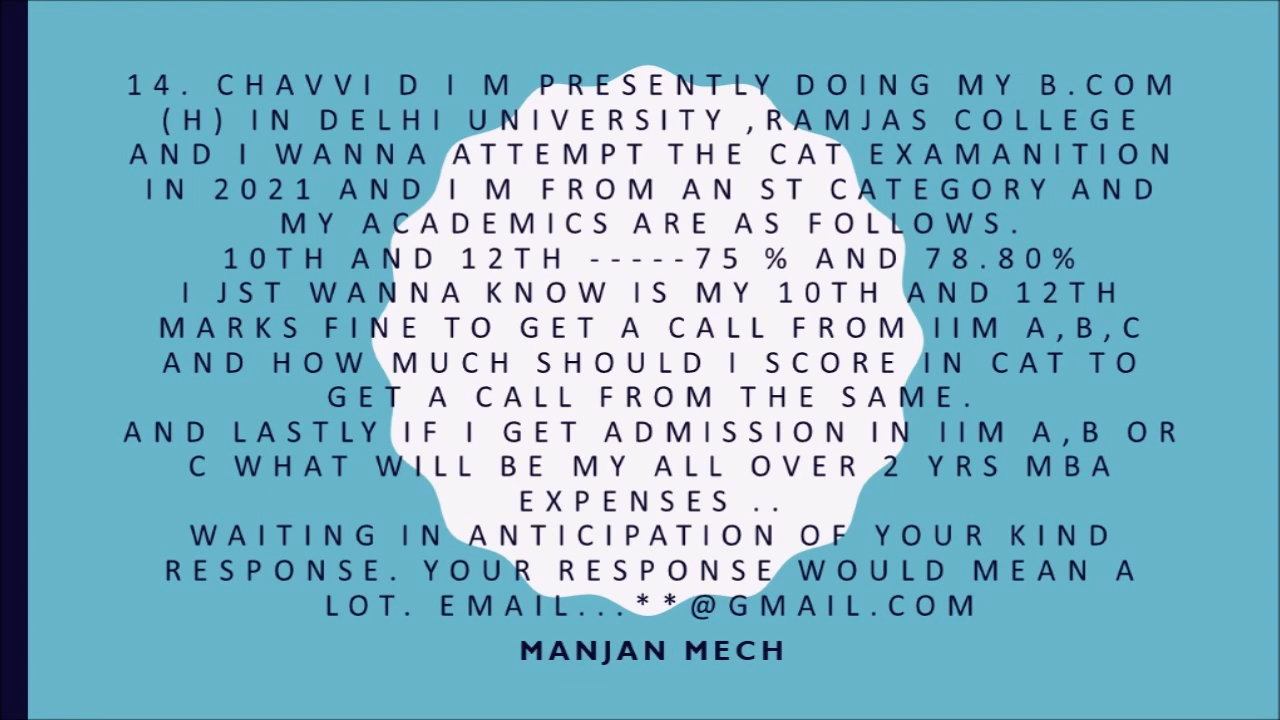 14. CHAVVI D I M PRESENTLY DOING MY B.COM
(H) IN DELHI UNIVERSITY ,RAMJAS COLLEGE
AND I WANNA ATTEMPT THE CAT EXAMANITION
IN 2021 AND I M FROM AN ST CATEGORY AND
MY ACADEMICS ARE AS FOLLOWS.
10TH AND 12TH -----75 % AND 78.80%
I JST WANNA KNOW IS MY 10TH AND 12TH
MARKS FINE TO GET A CALL FROM IIM A,B,C
AND HOW MUCH SHOULD I SCORE IN CAT TO
GET A CALL FROM THE SAME.
AND LASTLY IF I GET ADMISSION IN IIM A,B OR
C WHAT WILL BE MY ALL OVER 2 YRS MBA
EXPENSES ..
WAITING IN ANTICIPATION OF YOUR KIND
RESPONSE. YOUR RESPONSE WOULD MEAN A
LOT. EMAIL...**@GMAIL.COM
MANJAN MECH